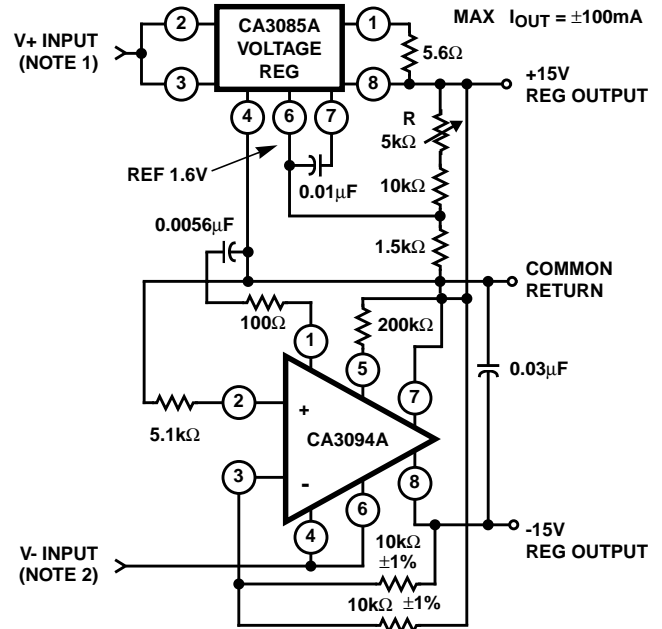 MAX I_OUT = ±100mA
V+ INPUT
(NOTE 1)
2
3
CA3085A
VOLTAGE
REG
1
8
5.6Ω
+15V
REG OUTPUT
4
6
7
REF 1.6V
0.01μF
R
5kΩ
10kΩ
1.5kΩ
0.0056μF
COMMON
RETURN
100Ω
200kΩ
1
5
7
0.03μF
2
5.1kΩ
+
CA3094A
3
-
8
4
6
-15V
REG OUTPUT
V- INPUT
(NOTE 2)
10kΩ
±1%
10kΩ ±1%